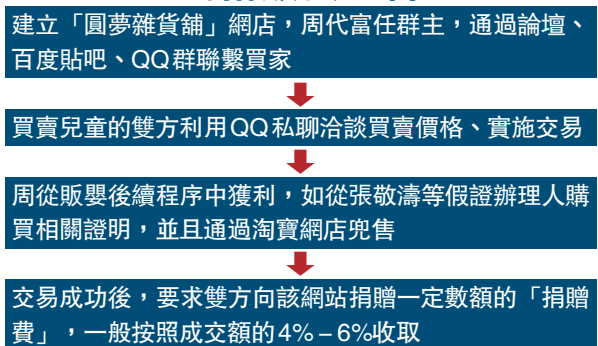 建立「圓夢雜貨舖」網店，周代富任群主，通過論壇、
百度貼吧、QQ群聯繫買家
買賣兒童的雙方利用QQ私聊洽談買賣價格、實施交易
周從販嬰後續程序中獲利，如從張敬濤等假證辦理人購
買相關證明，並且通過淘寶網店兜售
交易成功後，要求雙方向該網站捐贈一定數額的「捐贈
費」，一般按照成交額的4%–6%收取